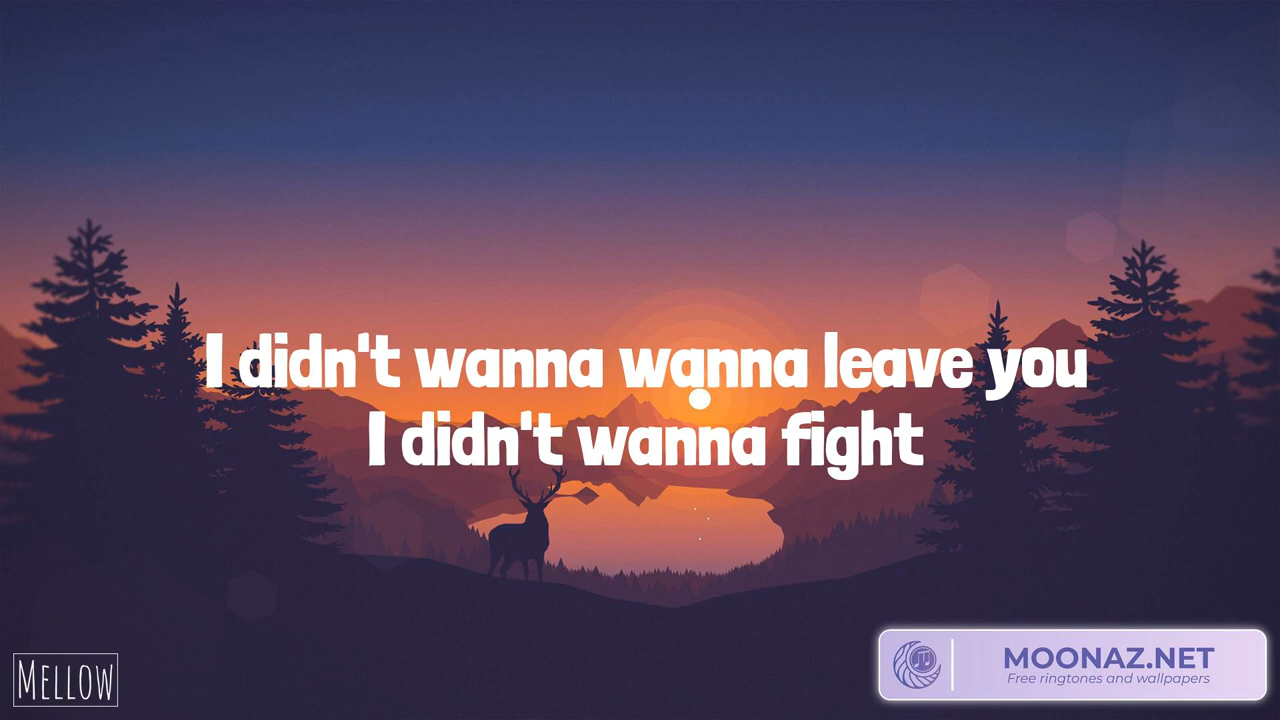 I didn't wanna wanna leave you
I didn't wanna fight
MELLOW
MOONAZ.NET
Free ringtones and wallpapers